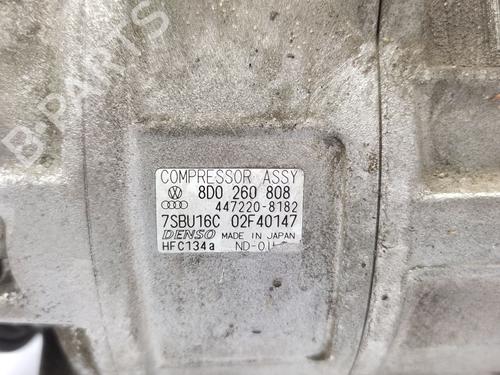 B-PARTS
COMPRESSOR ASSY
8D0 260 808
447220-8182
7SBU16C 02F40147
DENSO MADE IN JAPAN
HFC134a